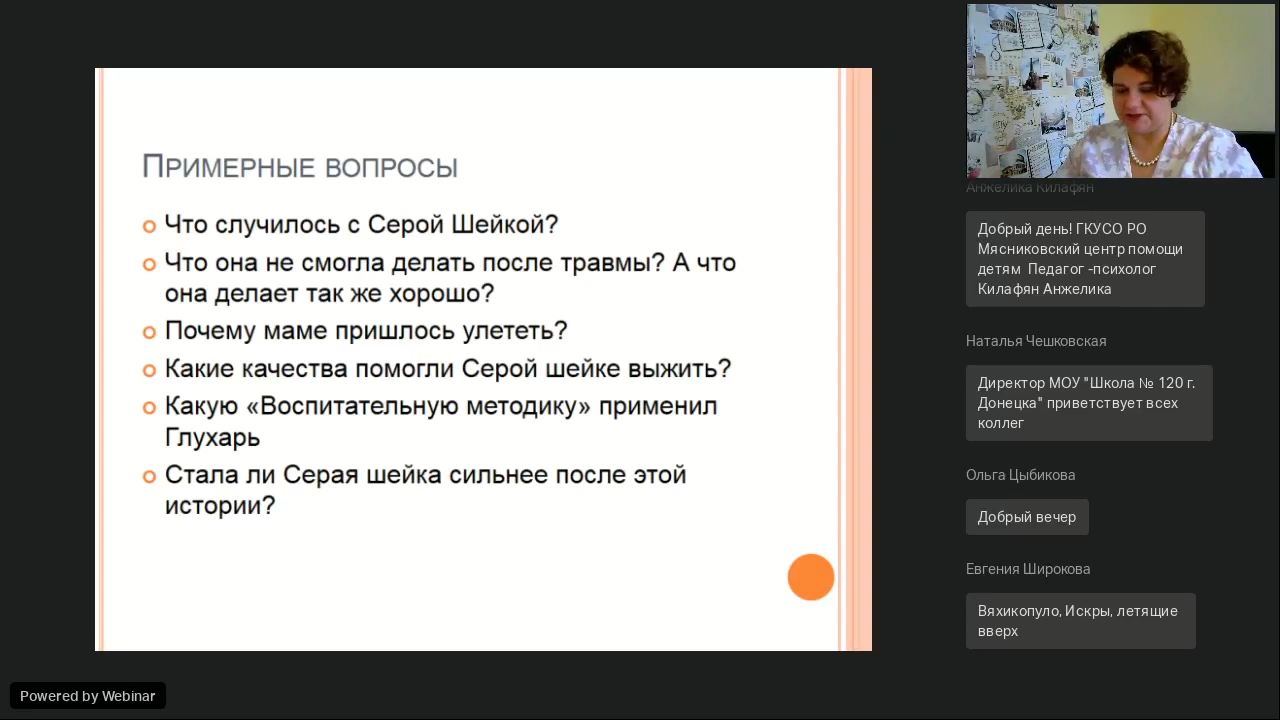 Примерные вопросы
Что случилось с Серой Шейкой?
Что она не смогла делать после травмы? А что
она делает так же хорошо?
Почему маме пришлось улететь?
Какие качества помогли Серой шейке выжить?
Какую «Воспитательную методику» применил
Глухарь
Стала ли Серая шейка сильнее после этой
истории?
Анжелика Килафян
Добрый день! ГКУСО РО
Мясниковский центр помощи
детям Педагог -психолог
Килафян Анжелика
Наталья Чешковская
Директор МОУ "Школа № 120 г.
Донецка" приветствует всех
коллег
Ольга Цыбикова
Добрый вечер
Евгения Широкова
Вяхикопуло, Искры, летящие
вверх
Powered by Webinar